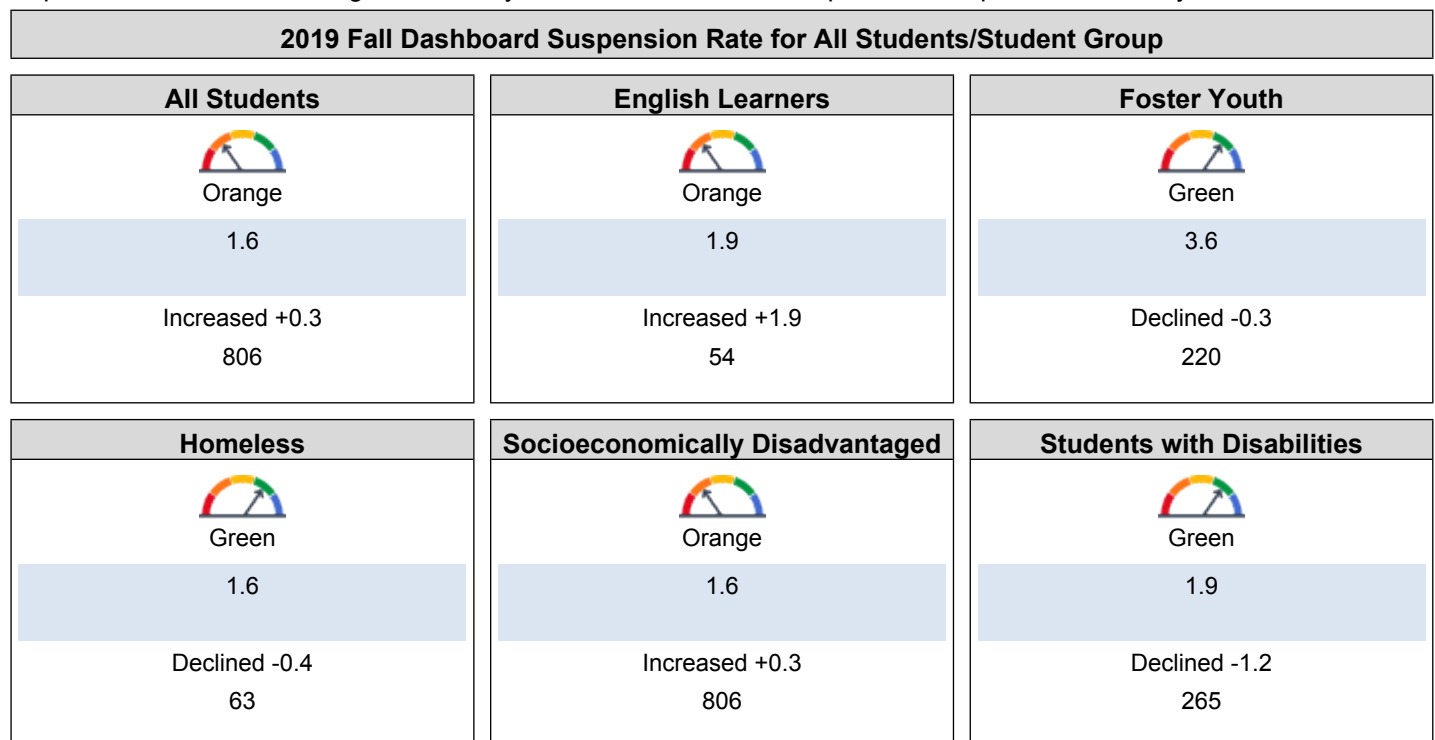 2019 Fall Dashboard Suspension Rate for All Students/Student Group
All Students
Orange
1.6
Increased +0.3
806
English Learners
Orange
1.9
Increased +1.9
54
Foster Youth
Green
3.6
Declined -0.3
220
Homeless
Green
1.6
Declined -0.4
63
Socioeconomically Disadvantaged
Orange
1.6
Increased +0.3
806
Students with Disabilities
Green
1.9
Declined -1.2
265